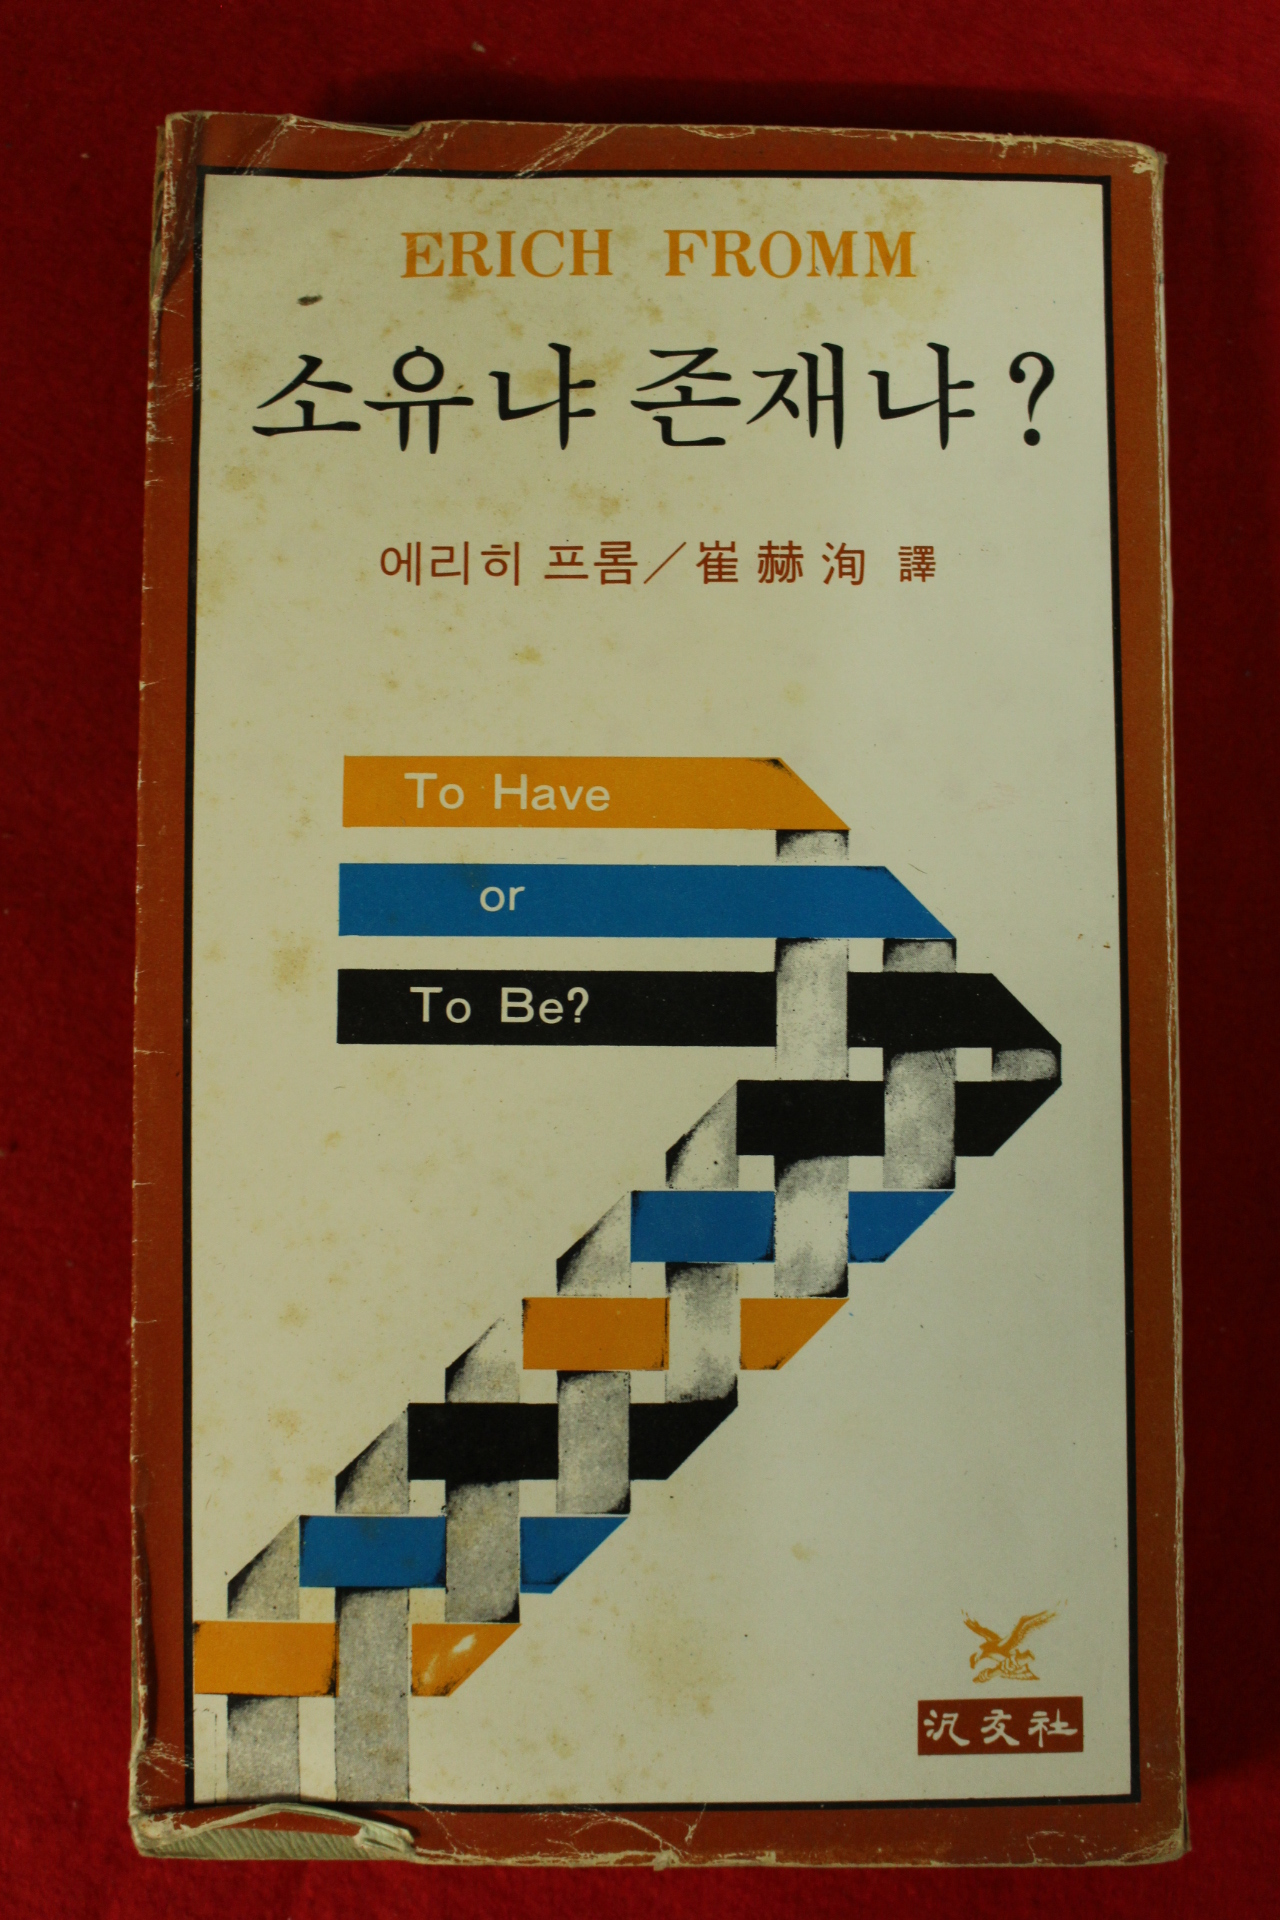 ERICH FROMM
소유냐 존재냐?
에리히 프롬／崔赫洵 譯
To Have
or
To Be?
汎友社